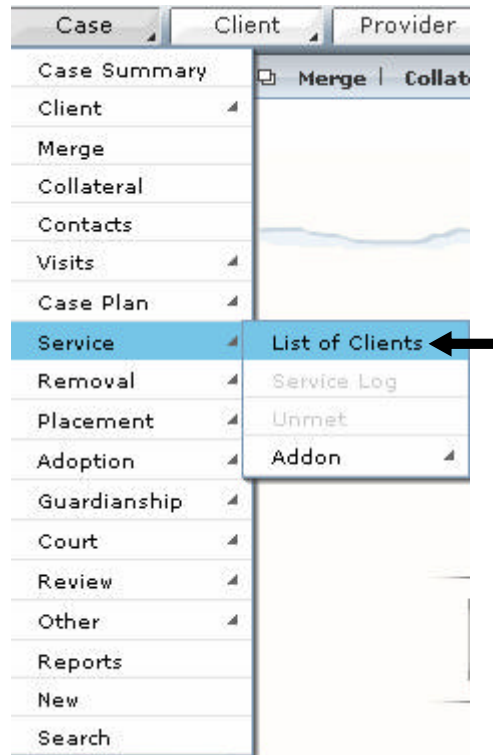 Case Client Provider
Merge | Collat
Case Summary
Client
Merge
Collateral
Contacts
Visits
Case Plan
Service
List of Clients
Removal
Service Log
Placement
Unmet
Adoption
Addon
Guardianship
Court
Review
Other
Reports
New
Search